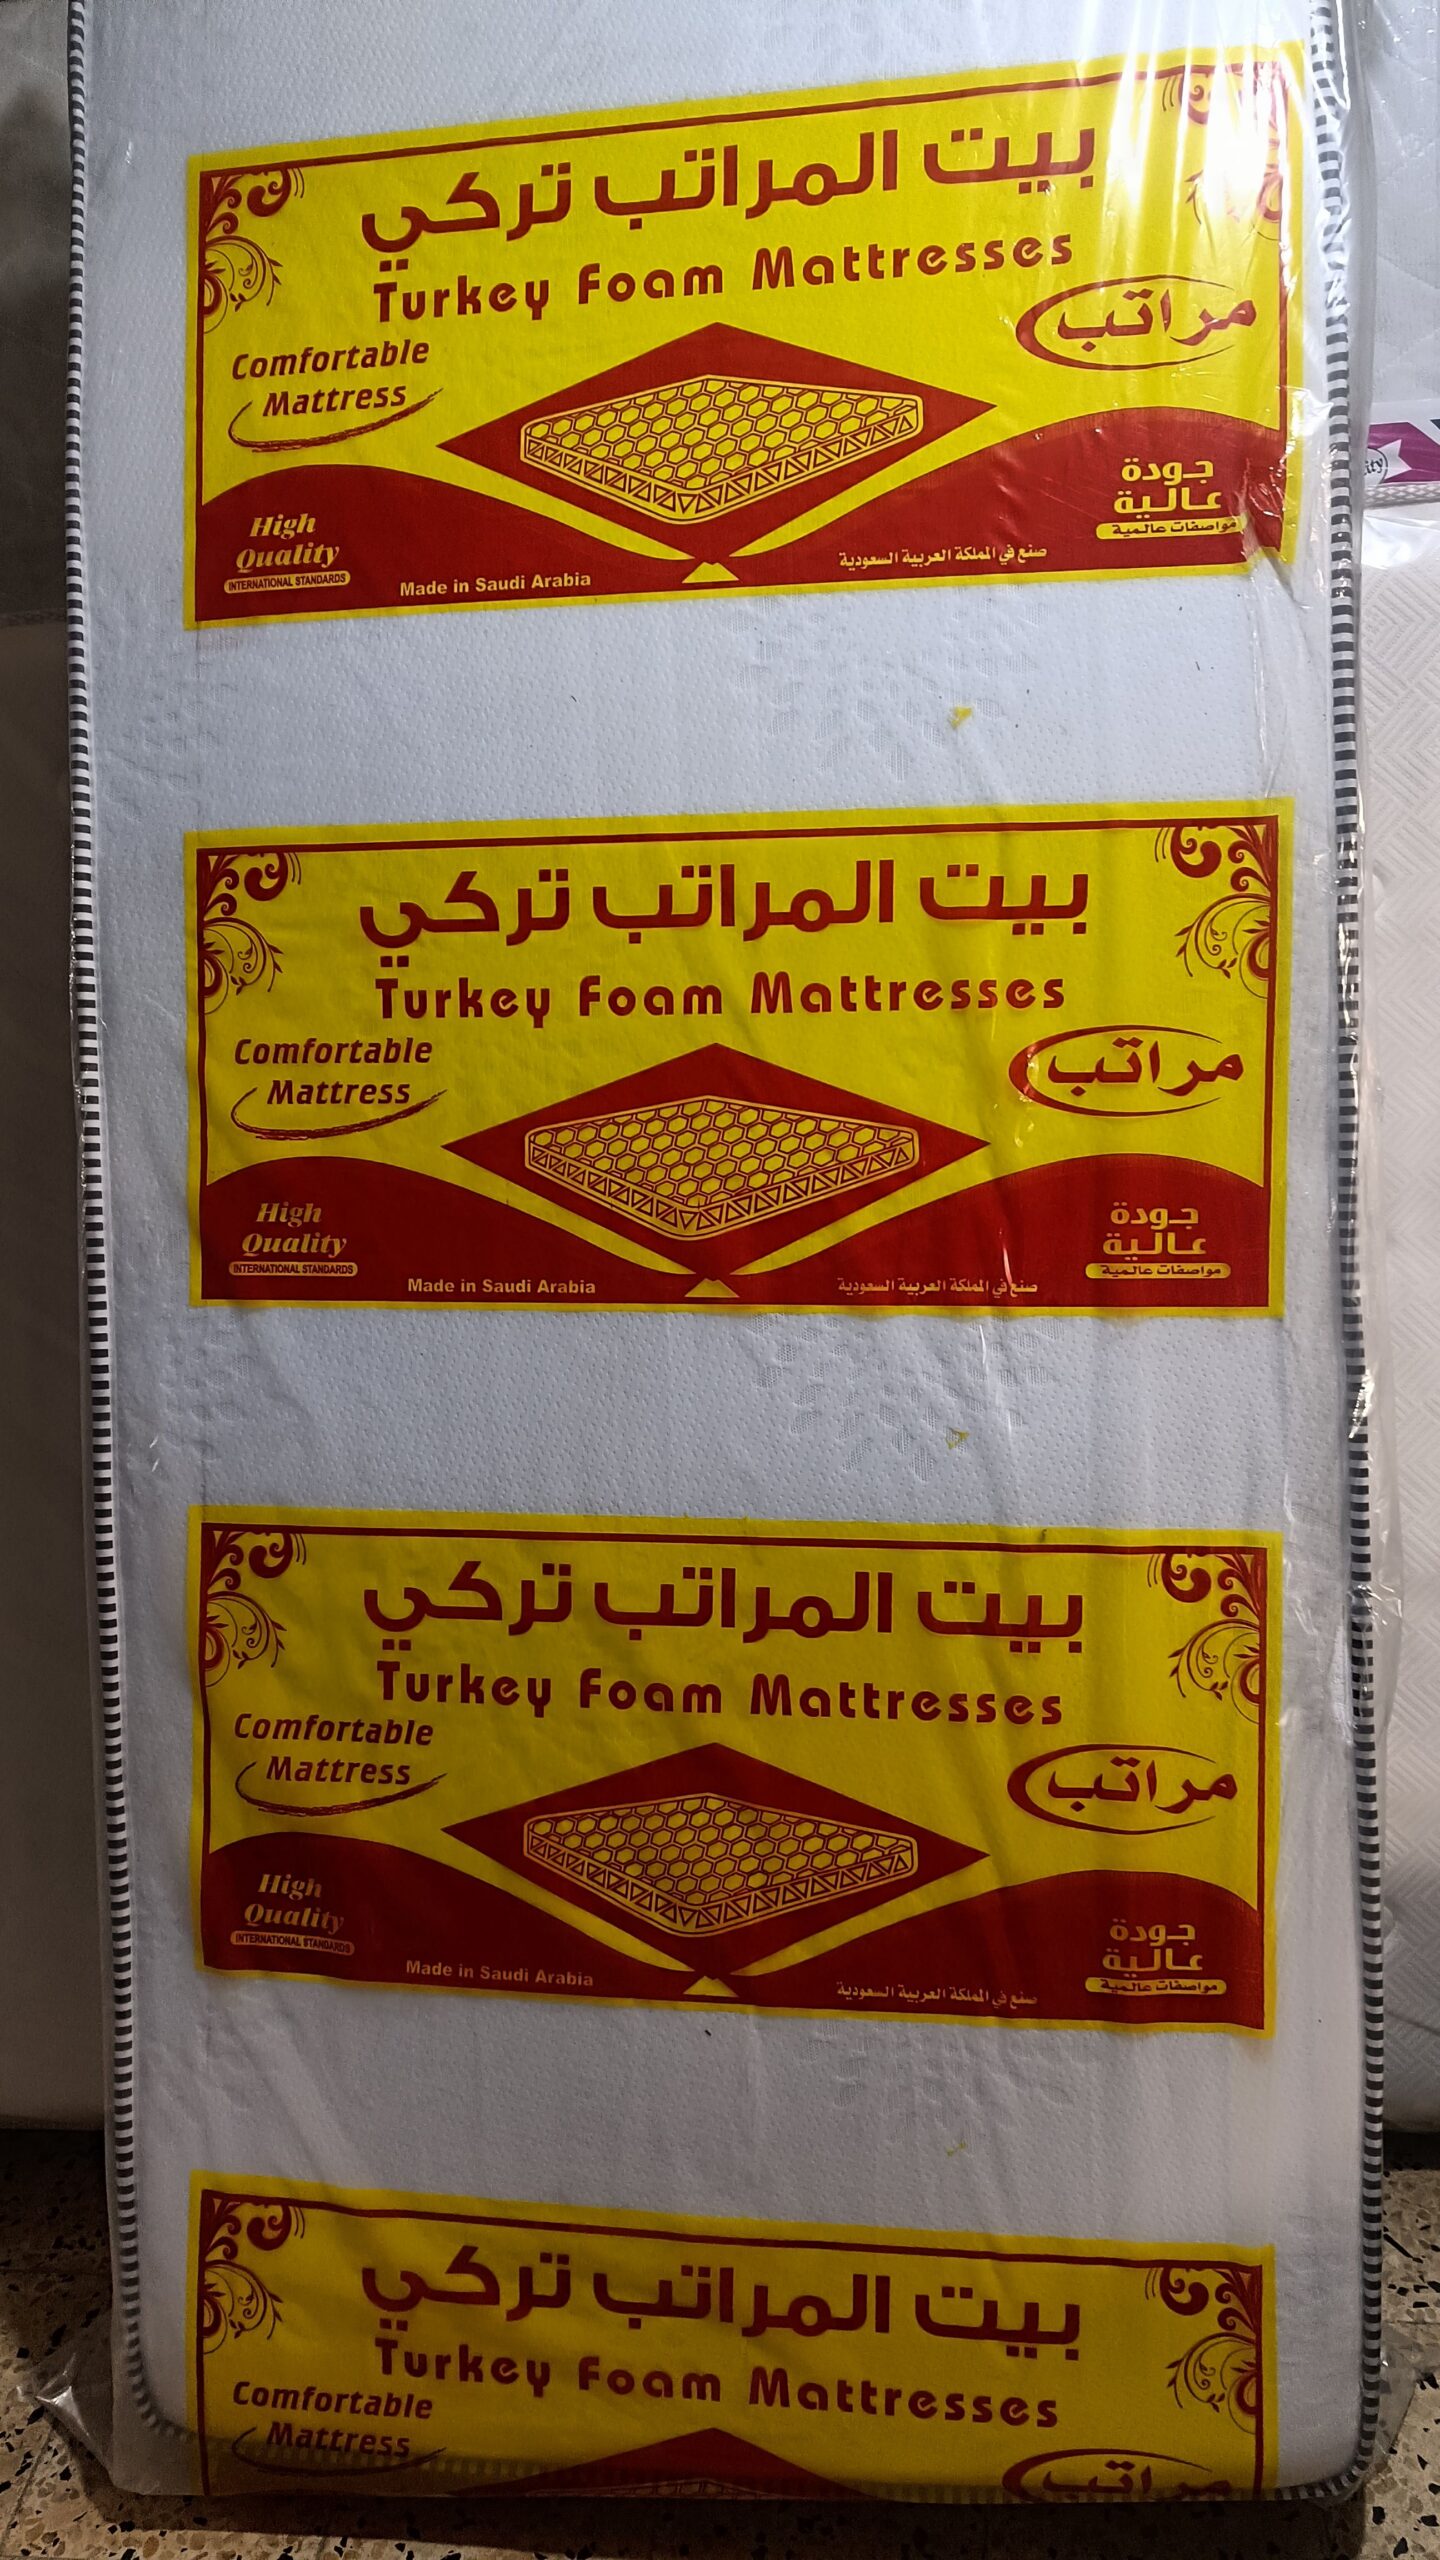 بيت المراتب تركي
Turkey Foam Mattresses
Comfortable
Mattress
مراتب
High
Quality
INTERNATIONAL STANDARDS
Made in Saudi Arabia
صنع في المملكة العربية السعودية
جودة
عالية
مواصفات عالمية
بيت المراتب تركي
Turkey Foam Mattresses
Comfortable
Mattress
مراتب
High
Quality
INTERNATIONAL STANDARDS
Made in Saudi Arabia
صنع في المملكة العربية السعودية
جودة
عالية
مواصفات عالمية
بيت المراتب تركي
Turkey Foam Mattresses
Comfortable
Mattress
مراتب
High
Quality
INTERNATIONAL STANDARDS
Made in Saudi Arabia
صنع في المملكة العربية السعودية
جودة
عالية
مواصفات عالمية
بيت المراتب تركي
Turkey Foam Mattresses
Comfortable
Mattress
مراتب